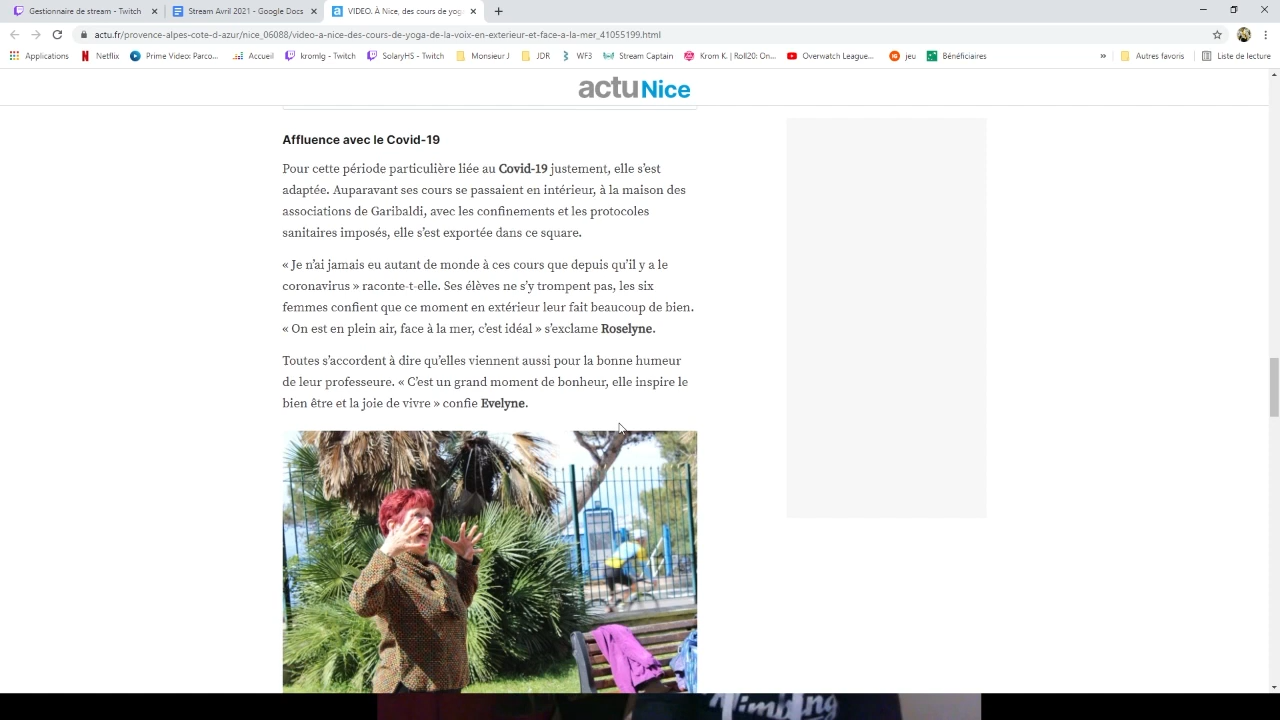 Gestionnaire de stream - Twitch
Stream Avril 2021 - Google Docs
VIDEO. À Nice, des cours de yog
actu.fr/provence-alpes-cote-d-azur/nice_06088/video-a-nice-des-cours-de-yoga-de-la-voix-en-exterieur-et-face-a-la-mer_41055199.html
Applications Netflix Prime Video Parco... Accueil kromlg - Twitch SolaryHS - Twitch Monsieur J JDR WF3 Stream Captain Krom K. | Roll20: On... Overwatch League... jeu Bénéficiaires » Autres favoris Liste de lecture
actu Nice
Affluence avec le Covid-19
Pour cette période particulière liée au Covid-19 justement, elle s’est
adaptée. Auparavant ses cours se passaient en intérieur, à la maison des
associations de Garibaldi, avec les confinements et les protocoles
sanitaires imposés, elle s’est exportée dans ce square.
« Je n’ai jamais eu autant de monde à ces cours que depuis qu’il y a le
coronavirus » raconte-t-elle. Ses élèves ne s’y trompent pas, les six
femmes confient que ce moment en extérieur leur fait beaucoup de bien.
« On est en plein air, face à la mer, c’est idéal » s’exclame Roselyne.
Toutes s’accordent à dire qu’elles viennent aussi pour la bonne humeur
de leur professeure. « C’est un grand moment de bonheur, elle inspire le
bien être et la joie de vivre » confie Evelyne.